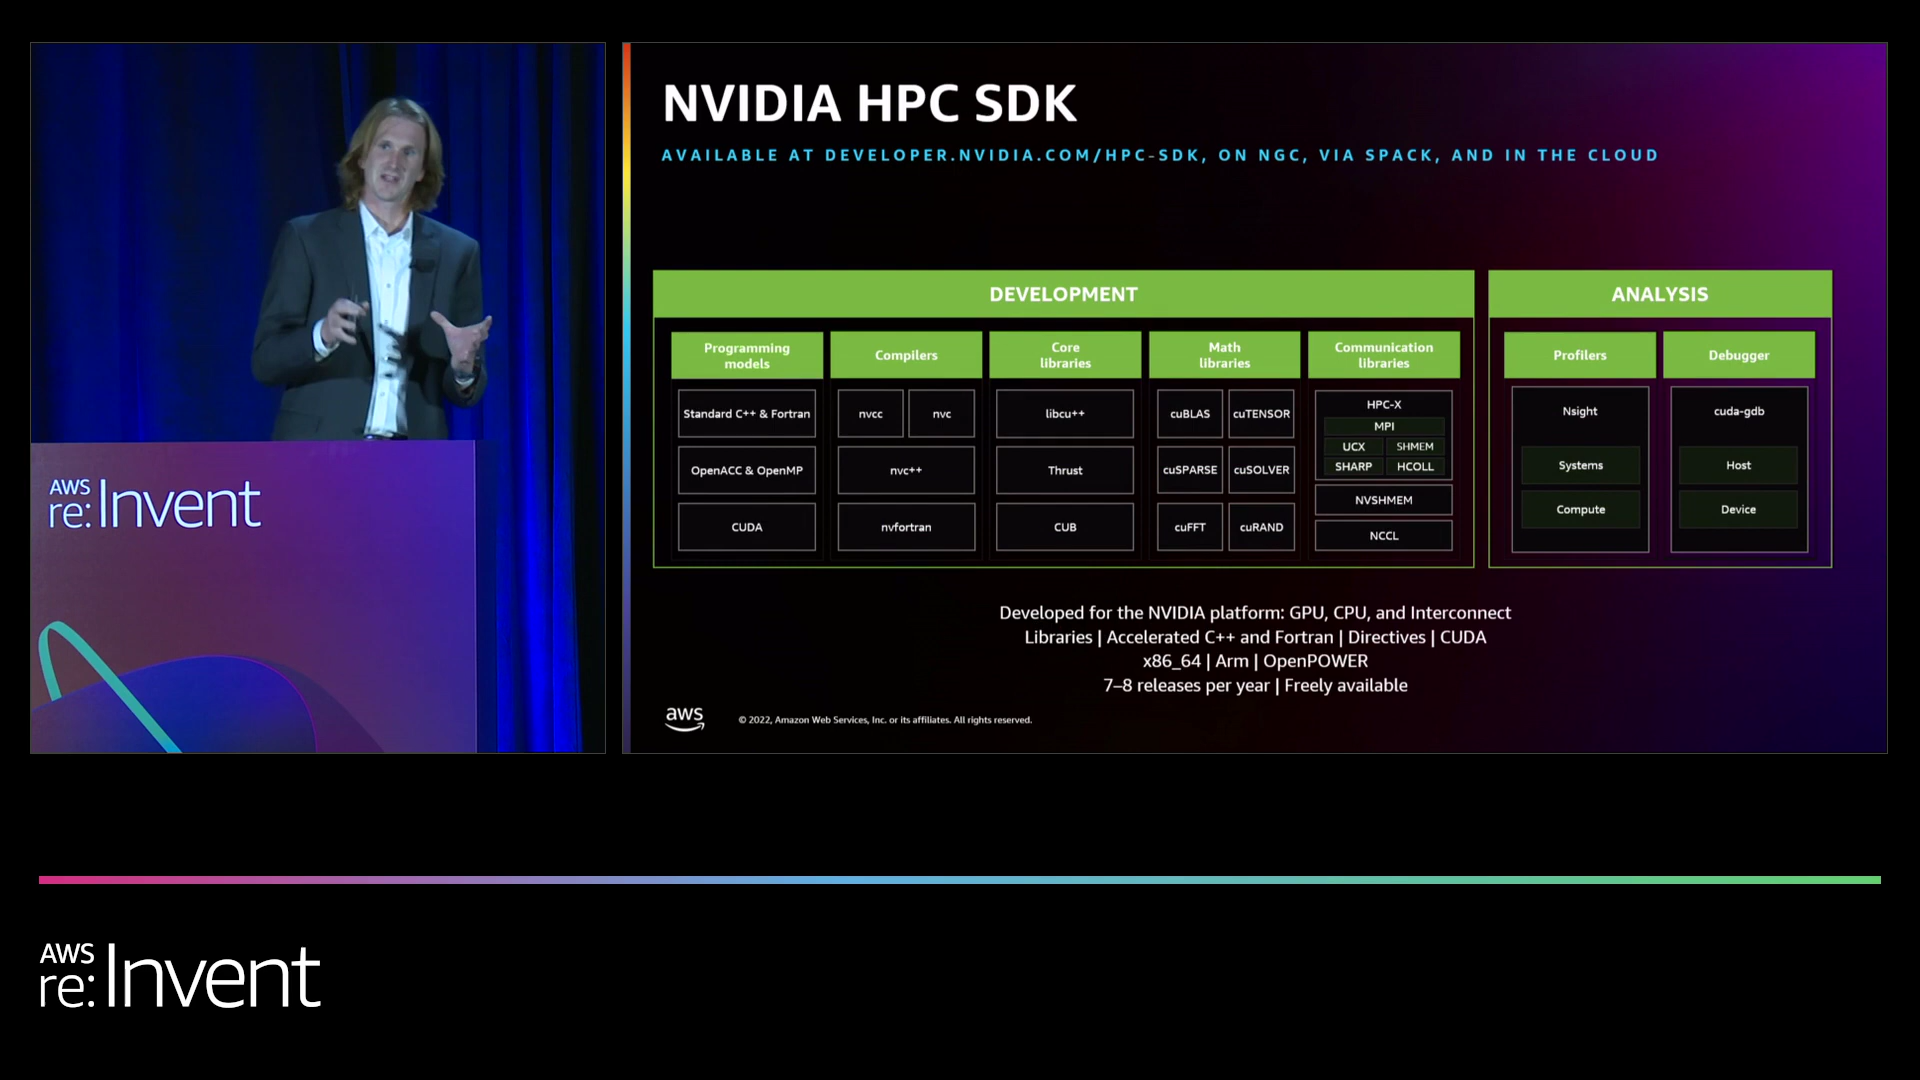 AWS
re:Invent
NVIDIA HPC SDK
AVAILABLE AT DEVELOPER.NVIDIA.COM/HPC-SDK, ON NGC, VIA SPACK, AND IN THE CLOUD
DEVELOPMENT
Programming
models
Standard C++ & Fortran
OpenACC & OpenMP
CUDA
Compilers
nvcc
nvc
nvc++
nvfortran
Core
libraries
libcu++
Thrust
CUB
Math
libraries
cuBLAS
cuTENSOR
cuSPARSE
cuSOLVER
cuFFT
cuRAND
Communication
libraries
HPC-X
MPI
UCX
SHMEM
SHARP
HCOLL
NVSHMEM
NCCL
ANALYSIS
Profilers
Nsight
Systems
Compute
Debugger
cuda-gdb
Host
Device
Developed for the NVIDIA platform: GPU, CPU, and Interconnect
Libraries | Accelerated C++ and Fortran | Directives | CUDA
x86_64 | Arm | OpenPOWER
7–8 releases per year | Freely available
aws
© 2022, Amazon Web Services, Inc. or its affiliates. All rights reserved.
AWS
re:Invent